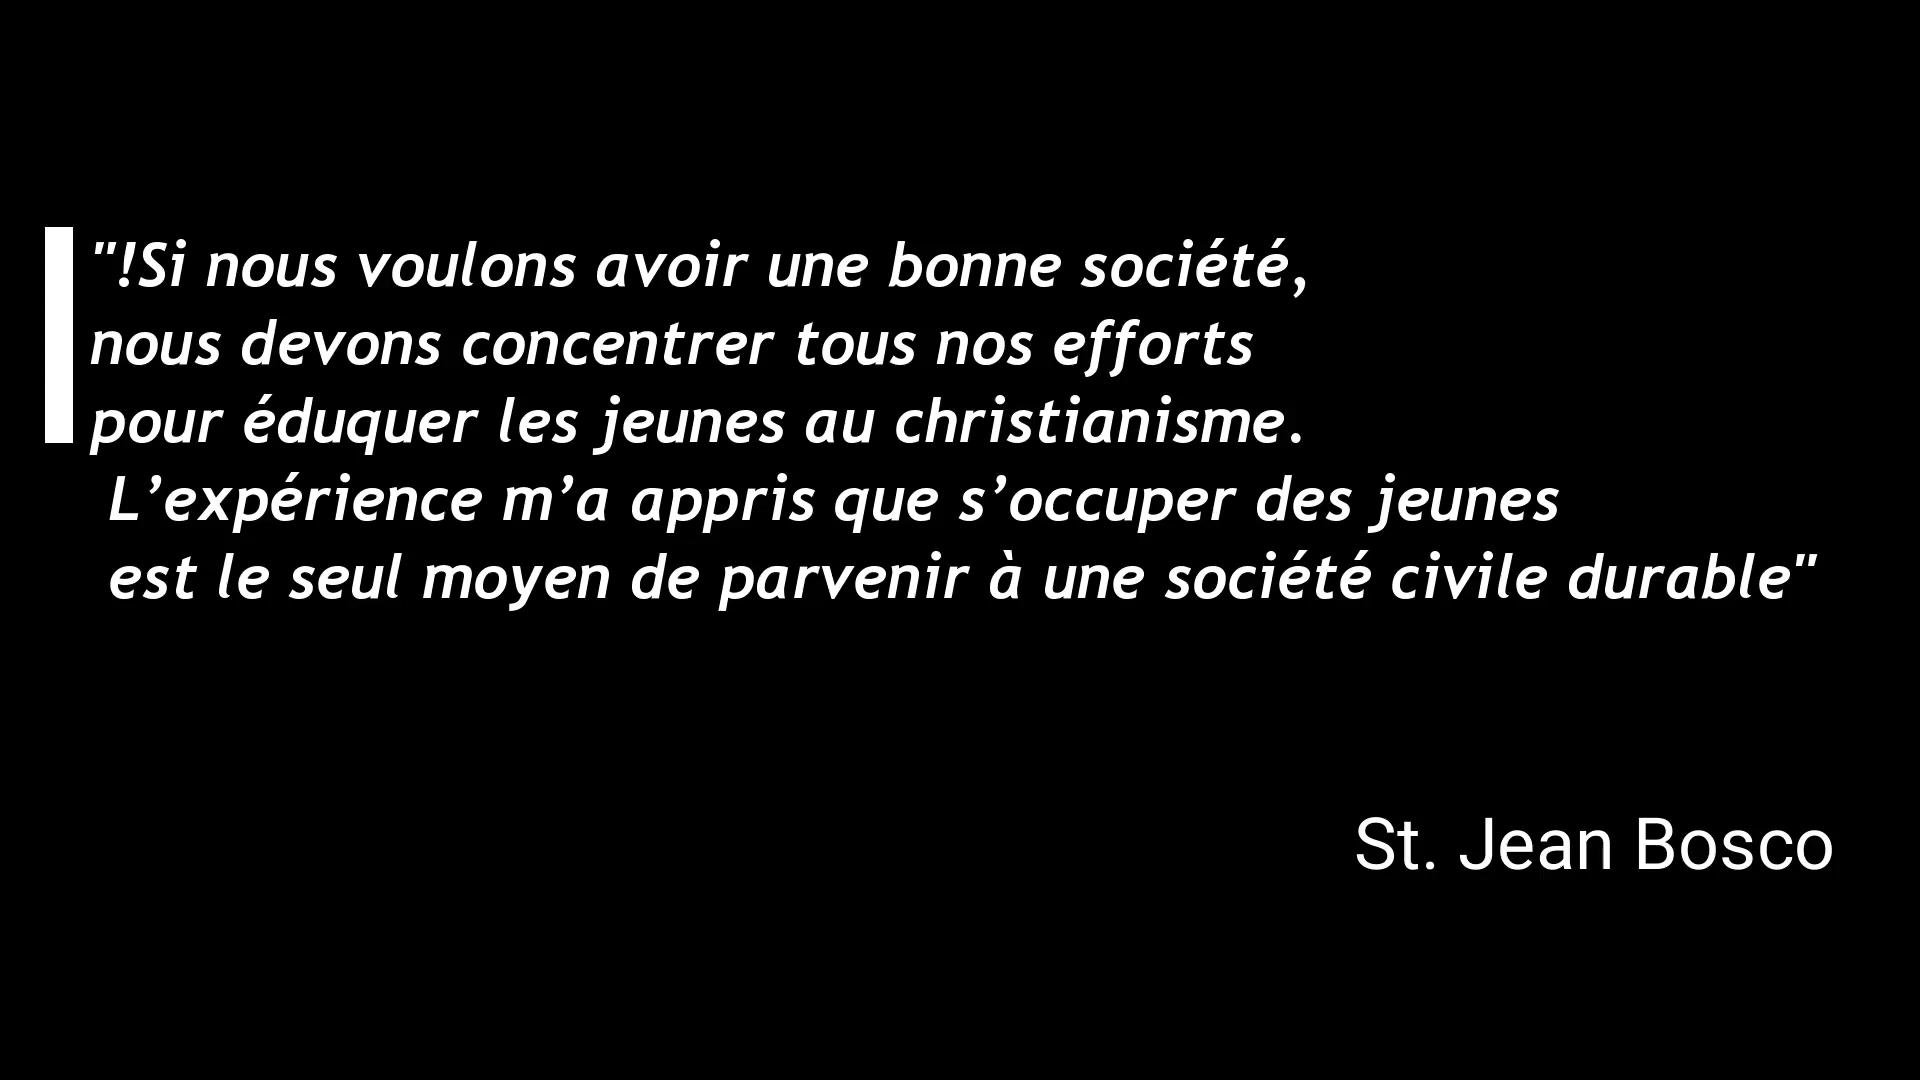 "!Si nous voulons avoir une bonne société,
nous devons concentrer tous nos efforts
pour éduquer les jeunes au christianisme.
L’expérience m’a appris que s’occuper des jeunes
est le seul moyen de parvenir à une société civile durable"
St. Jean Bosco